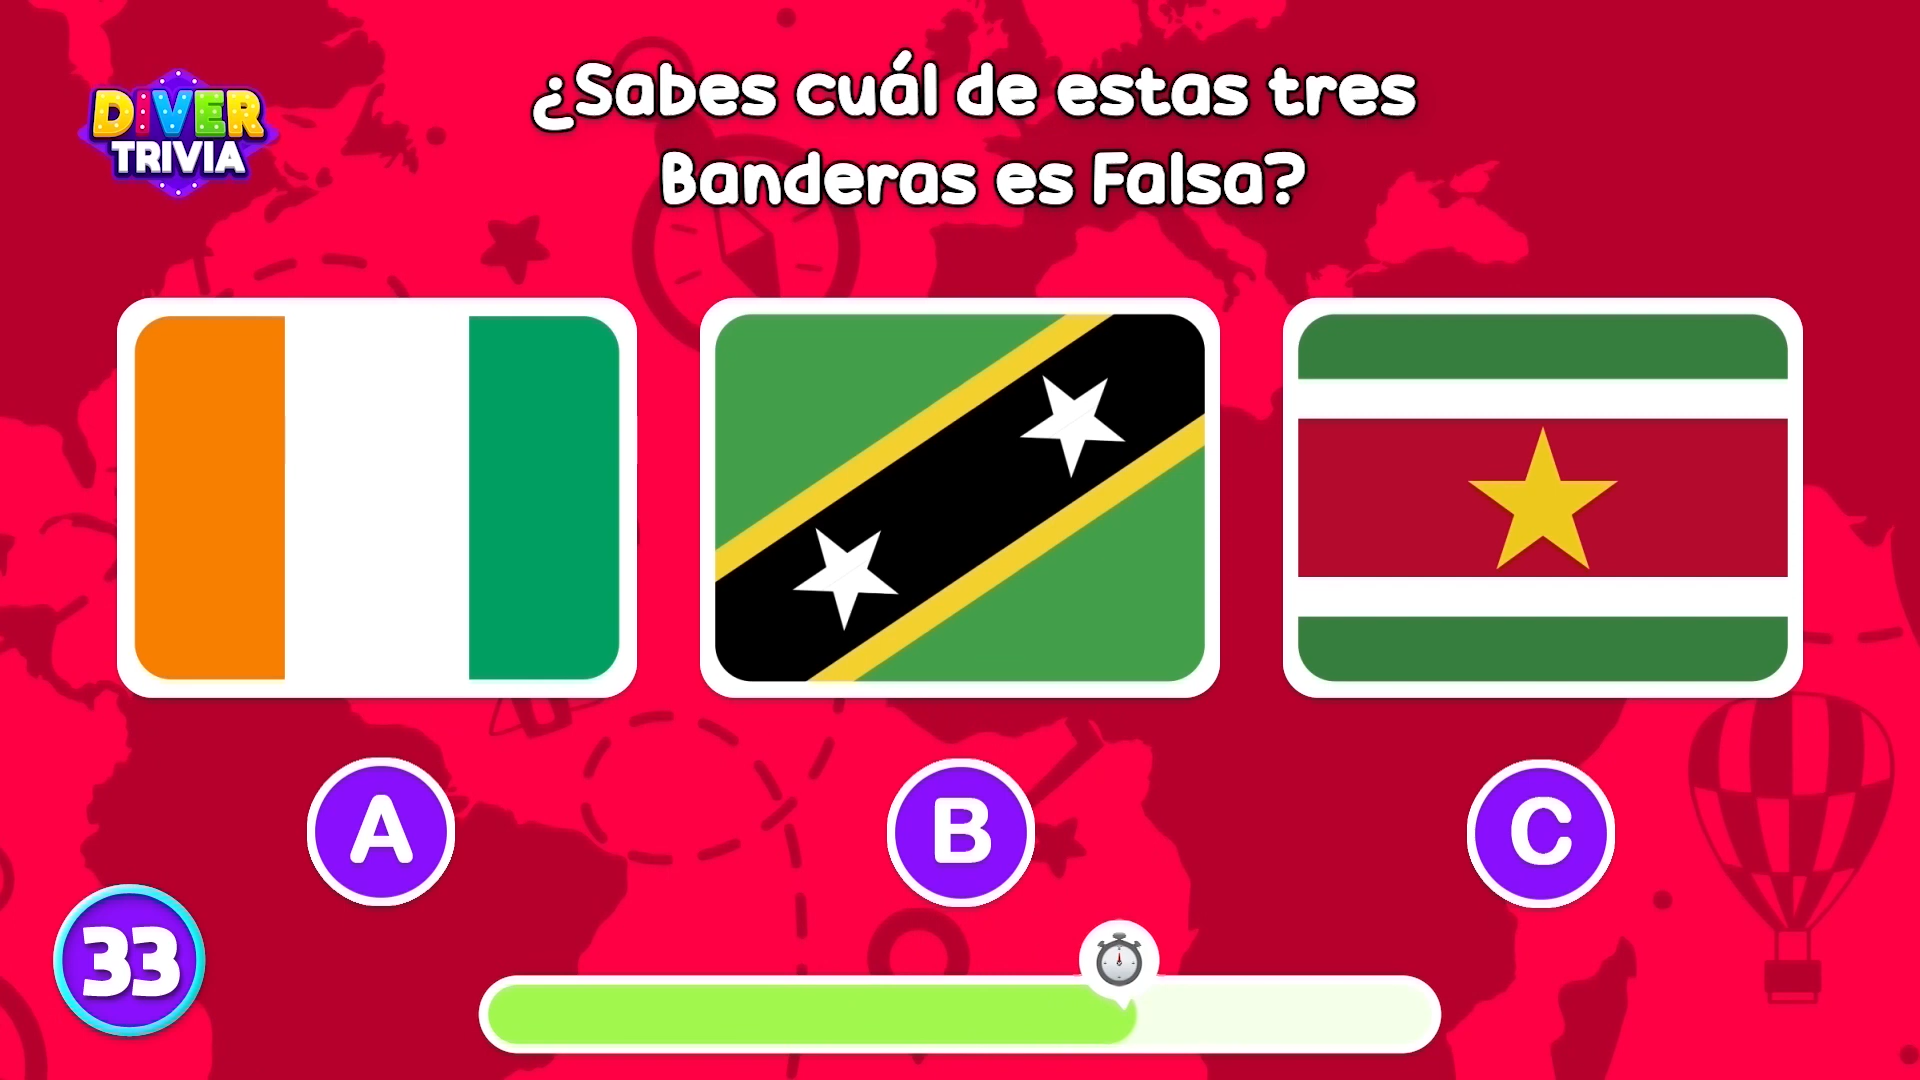 DIVER
TRIVIA
¿Sabes cuál de estas tres
Banderas es Falsa?
A
B
C
33